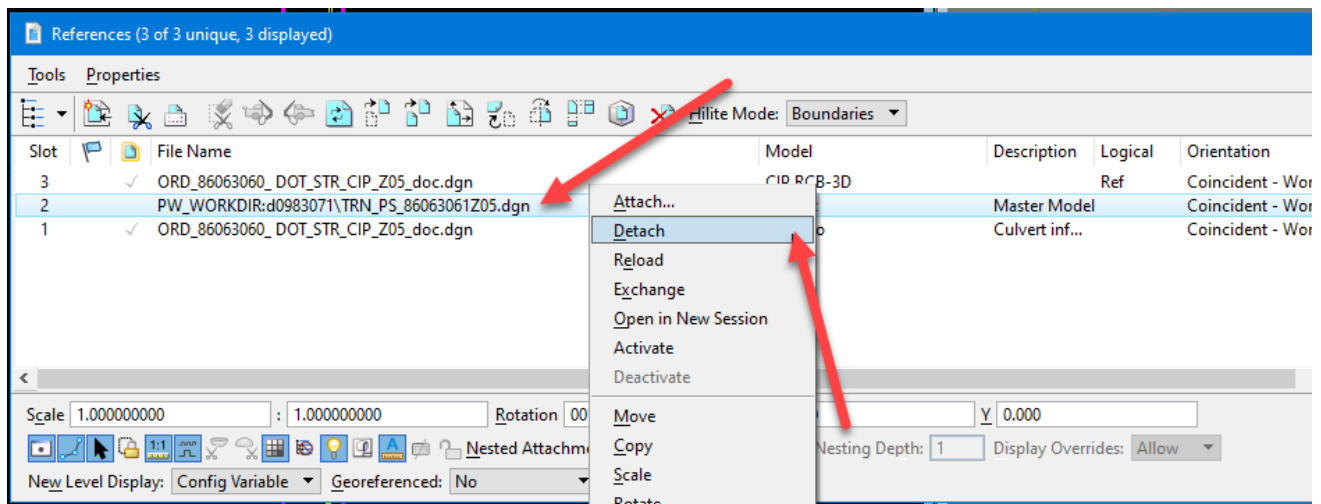 References (3 of 3 unique, 3 displayed)
Tools Properties
Hilite Mode: Boundaries
Slot File Name Model Description Logical Orientation
3 ORD_86063060_ DOT_STR_CIP_Z05_doc.dgn CIP RCB-3D Ref Coincident - Wor
2 PW_WORKDIR:d0983071\TRN_PS_86063061Z05.dgn Master Model Coincident - Wor
1 ORD_86063060_ DOT_STR_CIP_Z05_doc.dgn Culvert inf... Coincident - Wor
Attach...
Detach
Reload
Exchange
Open in New Session
Activate
Deactivate
Move
Copy
Scale
Rotate
Scale 1.000000000 : 1.000000000 Rotation 00 Y 0.000
1:1 Nested Attachme Nesting Depth: 1 Display Overrides: Allow
New Level Display: Config Variable Georeferenced: No